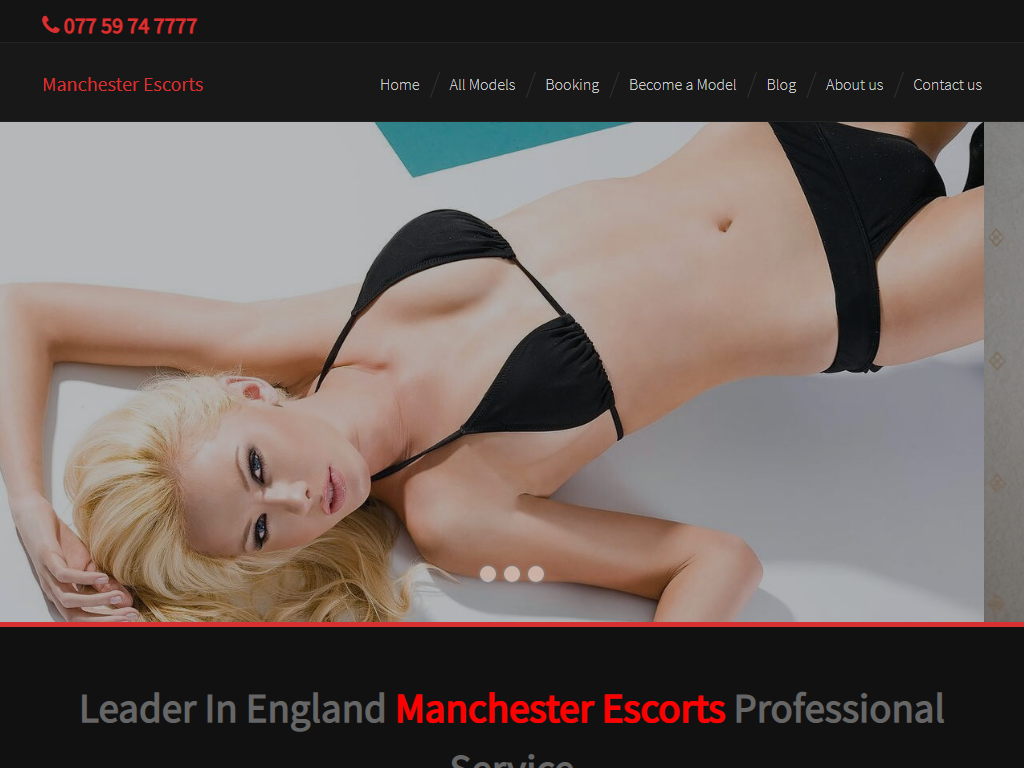 077 59 74 7777
Manchester Escorts
Home
All Models
Booking
Become a Model
Blog
About us
Contact us
Leader In England Manchester Escorts Professional
Service